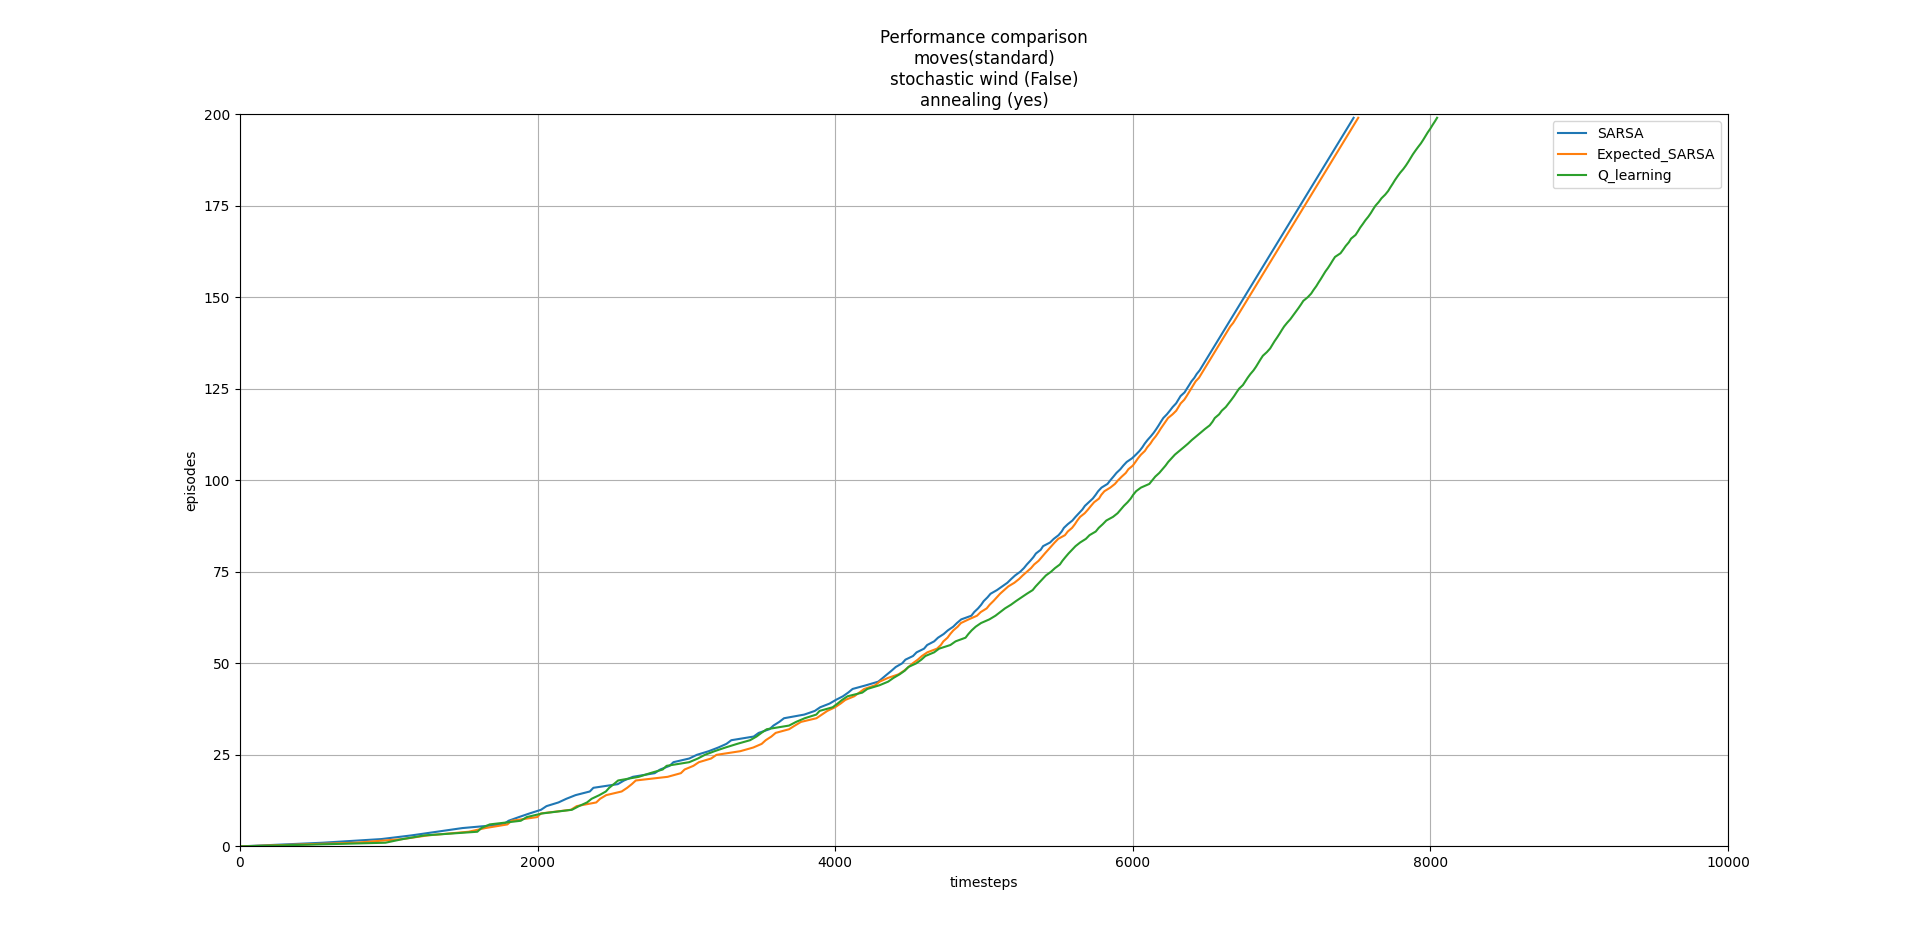 Performance comparison
moves(standard)
stochastic wind (False)
annealing (yes)
200
175
150
125
100
75
50
25
0
episodes
SARSA
Expected_SARSA
Q_learning
0
2000
4000
6000
8000
10000
timesteps